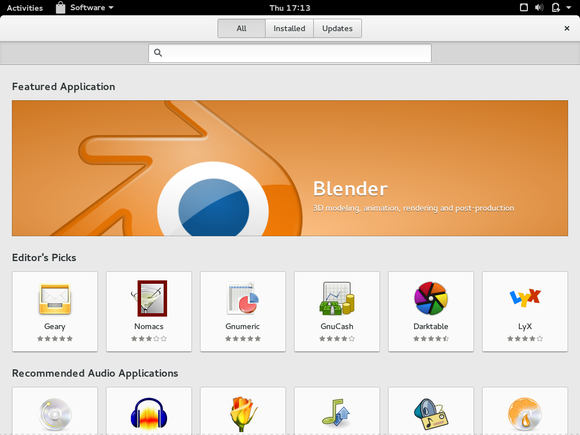 Activities Software Thu 17:13
All Installed Updates
Featured Application
Blender
3D modeling, animation, rendering and post-production
Editor's Picks
Geary Nomacs Gnumeric GnuCash Darktable LyX
Recommended Audio Applications